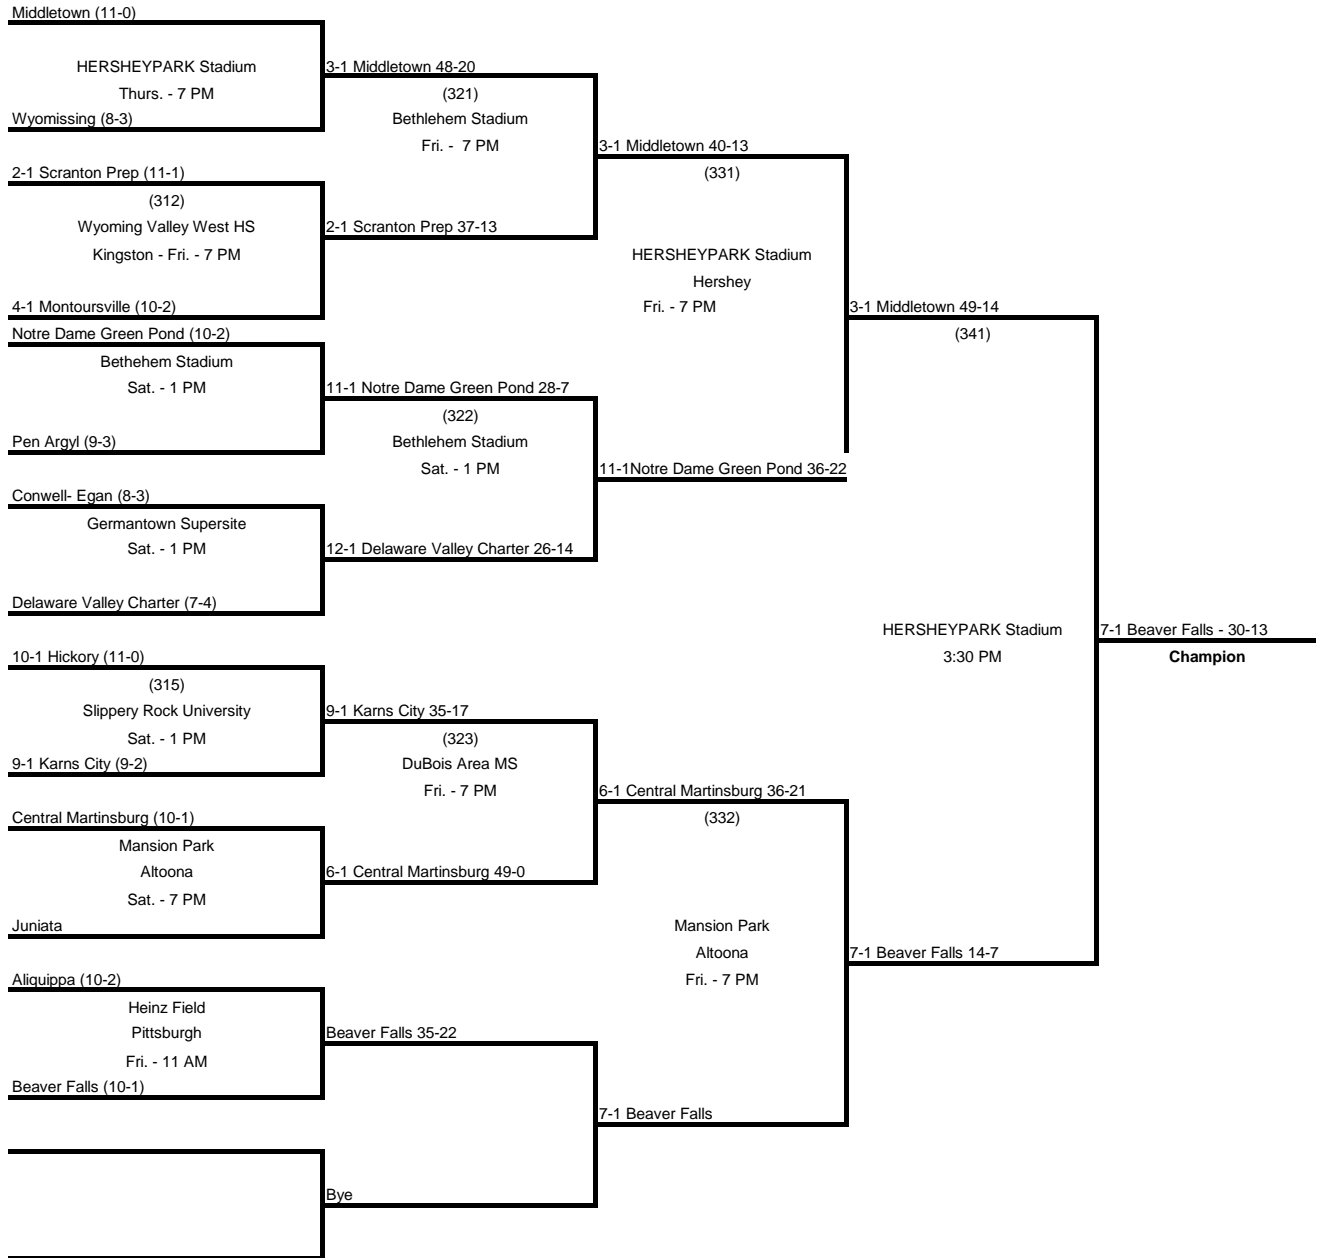 Middletown (11-0)
HERSHEYPARK Stadium
Thurs. - 7 PM
Wyomissing (8-3)
2-1 Scranton Prep (11-1)
(312)
Wyoming Valley West HS
Kingston - Fri. - 7 PM
4-1 Montoursville (10-2)
Notre Dame Green Pond (10-2)
Bethehem Stadium
Sat. - 1 PM
Pen Argyl (9-3)
Conwell- Egan (8-3)
Germantown Supersite
Sat. - 1 PM
Delaware Valley Charter (7-4)
10-1 Hickory (11-0)
(315)
Slippery Rock University
Sat. - 1 PM
9-1 Karns City (9-2)
Central Martinsburg (10-1)
Mansion Park
Altoona
Sat. - 7 PM
Juniata
Aliquippa (10-2)
Heinz Field
Pittsburgh
Fri. - 11 AM
Beaver Falls (10-1)
3-1 Middletown 48-20
(321)
Bethlehem Stadium
Fri. - 7 PM
2-1 Scranton Prep 37-13
11-1 Notre Dame Green Pond 28-7
(322)
Bethlehem Stadium
Sat. - 1 PM
12-1 Delaware Valley Charter 26-14
9-1 Karns City 35-17
(323)
DuBois Area MS
Fri. - 7 PM
6-1 Central Martinsburg 49-0
Beaver Falls 35-22
Bye
3-1 Middletown 40-13
(331)
HERSHEYPARK Stadium
Hershey
Fri. - 7 PM
11-1Notre Dame Green Pond 36-22
6-1 Central Martinsburg 36-21
(332)
Mansion Park
Altoona
Fri. - 7 PM
7-1 Beaver Falls
3-1 Middletown 49-14
(341)
HERSHEYPARK Stadium
3:30 PM
7-1 Beaver Falls 14-7
7-1 Beaver Falls - 30-13
Champion